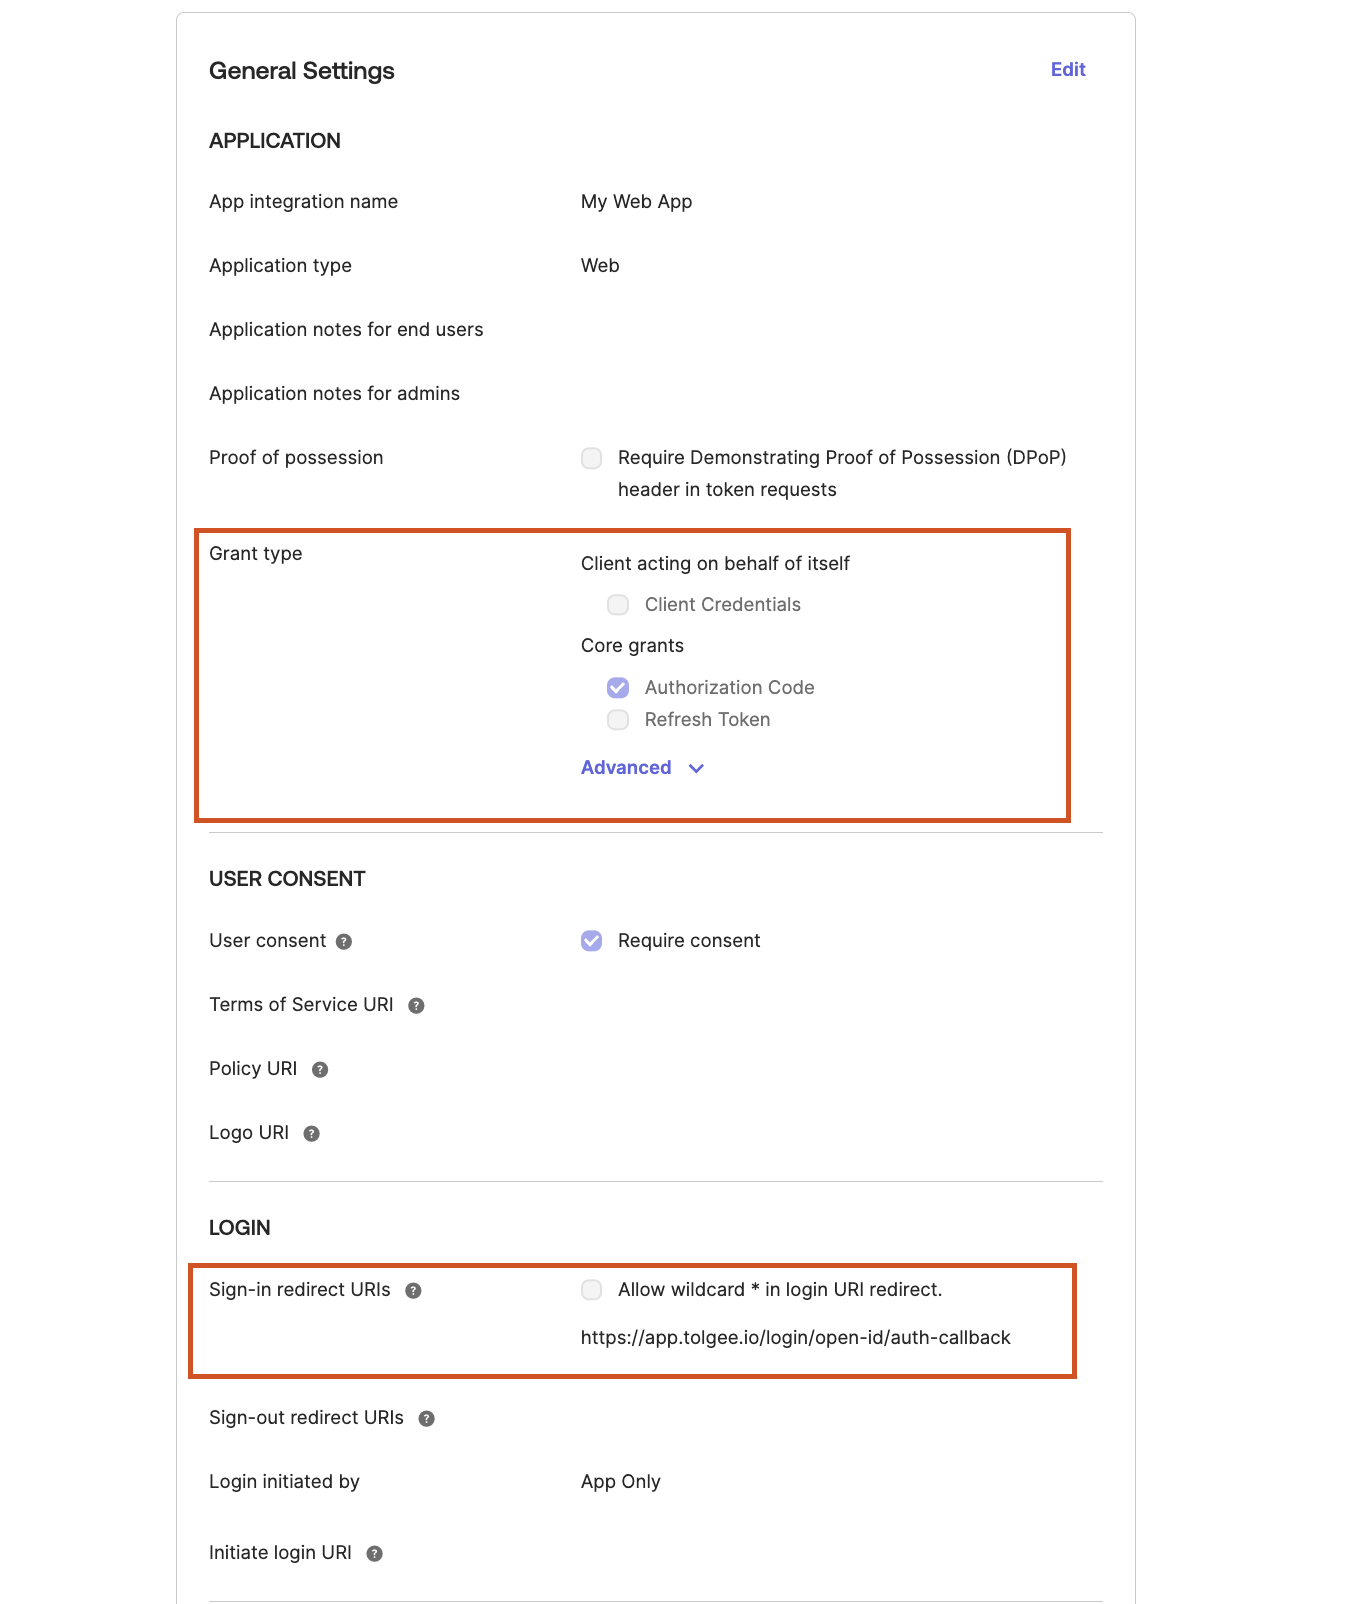 General Settings
Edit
APPLICATION
App integration name
My Web App
Application type
Web
Application notes for end users
Application notes for admins
Proof of possession
Require Demonstrating Proof of Possession (DPoP)
header in token requests
Grant type
Client acting on behalf of itself
Client Credentials
Core grants
Authorization Code
Refresh Token
Advanced
USER CONSENT
User consent ?
Require consent
Terms of Service URI ?
Policy URI ?
Logo URI ?
LOGIN
Sign-in redirect URIs ?
Allow wildcard * in login URI redirect.
https://app.tolgee.io/login/open-id/auth-callback
Sign-out redirect URIs ?
Login initiated by
App Only
Initiate login URI ?